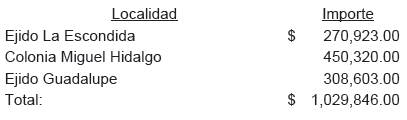 Localidad Importe
Ejido La Escondida $ 270,923.00
Colonia Miguel Hidalgo 450,320.00
Ejido Guadalupe 308,603.00
Total: $ 1,029,846.00